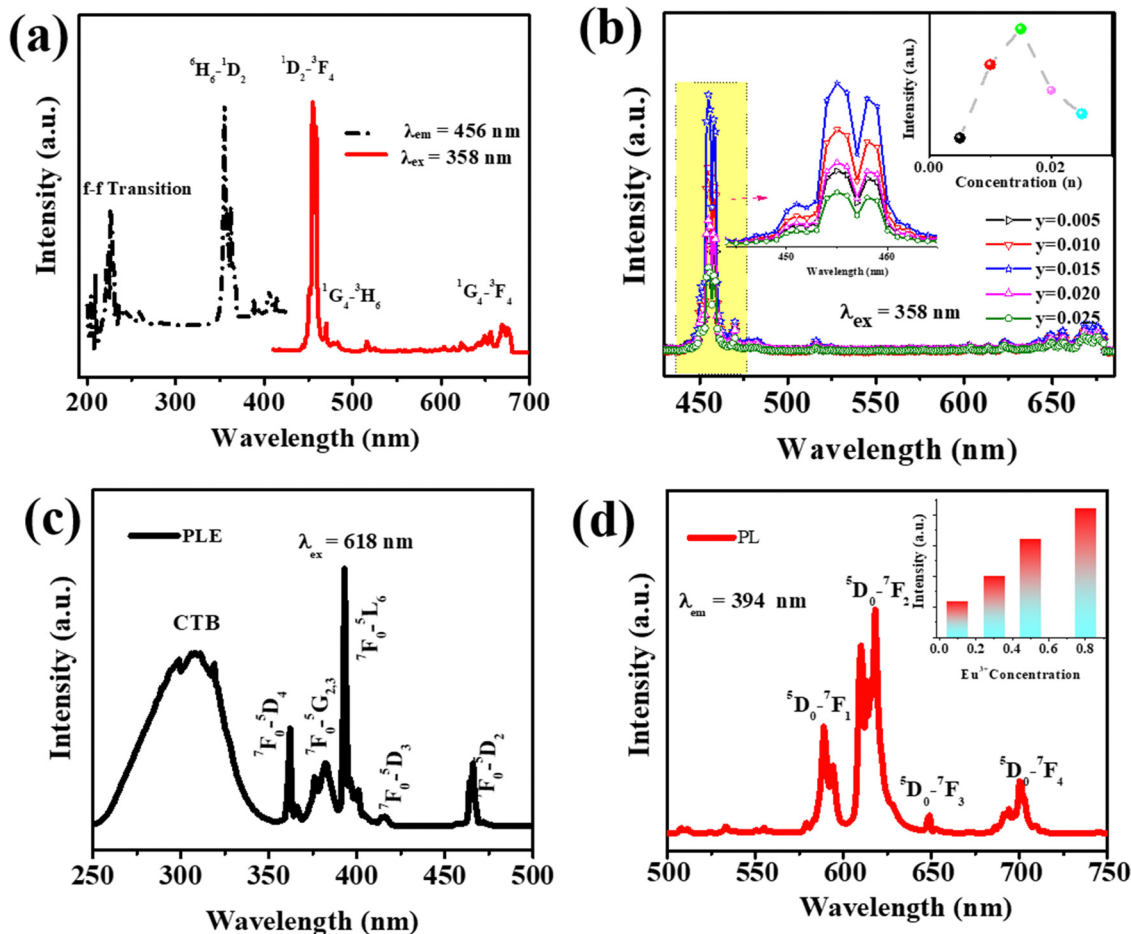 (a)
⁶H₆-¹D₂
¹D₂-³F₄
λem = 456 nm
λex = 358 nm
f-f Transition
¹G₄-³H₆
¹G₄-³F₄
Intensity (a.u.)
200 300 400 500 600 700
Wavelength (nm)
(b)
Intensity (a.u.)
0.00 0.02
Concentration (n)
450 460
Wavelength (nm)
y=0.005
y=0.010
y=0.015
y=0.020
y=0.025
λex = 358 nm
Intensity (a.u.)
450 500 550 600 650
Wavelength (nm)
(c)
PLE
λex = 618 nm
CTB
⁷F₀-⁵D₄
⁷F₀-⁵G₂,₃
⁷F₀-⁵L₆
⁷F₀-⁵D₃
⁷F₀-⁵D₂
Intensity (a.u.)
250 300 350 400 450 500
Wavelength (nm)
(d)
PL
λem = 394 nm
⁵D₀-⁷F₁
⁵D₀-⁷F₂
⁵D₀-⁷F₃
⁵D₀-⁷F₄
Intensity (a.u.)
0.0 0.2 0.4 0.6 0.8
Eu³⁺Concentration
Intensity (a.u.)
500 550 600 650 700 750
Wavelength (nm)